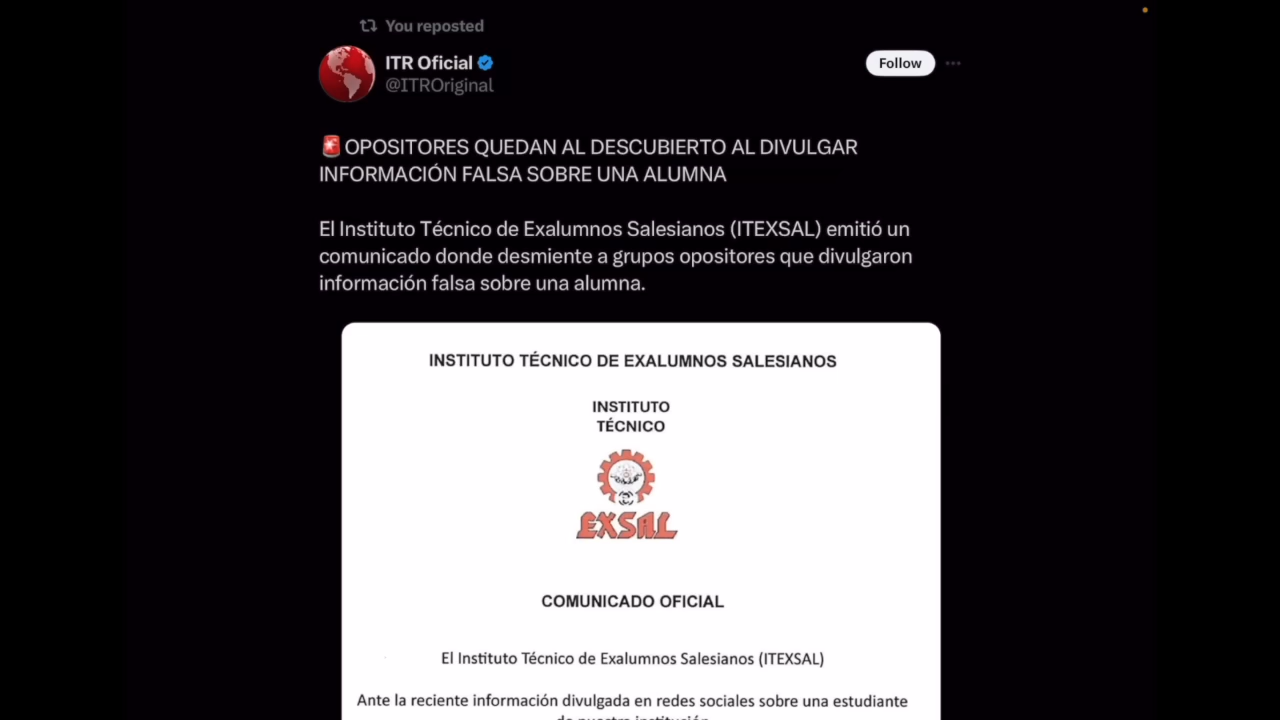 You reposted
ITR Oficial
@ITROriginal
Follow
🚨OPOSITORES QUEDAN AL DESCUBIERTO AL DIVULGAR
INFORMACIÓN FALSA SOBRE UNA ALUMNA
El Instituto Técnico de Exalumnos Salesianos (ITEXSAL) emitió un
comunicado donde desmiente a grupos opositores que divulgaron
información falsa sobre una alumna.
INSTITUTO TÉCNICO DE EXALUMNOS SALESIANOS
INSTITUTO
TÉCNICO
EXSAL
COMUNICADO OFICIAL
El Instituto Técnico de Exalumnos Salesianos (ITEXSAL)
Ante la reciente información divulgada en redes sociales sobre una estudiante
de nuestra institución